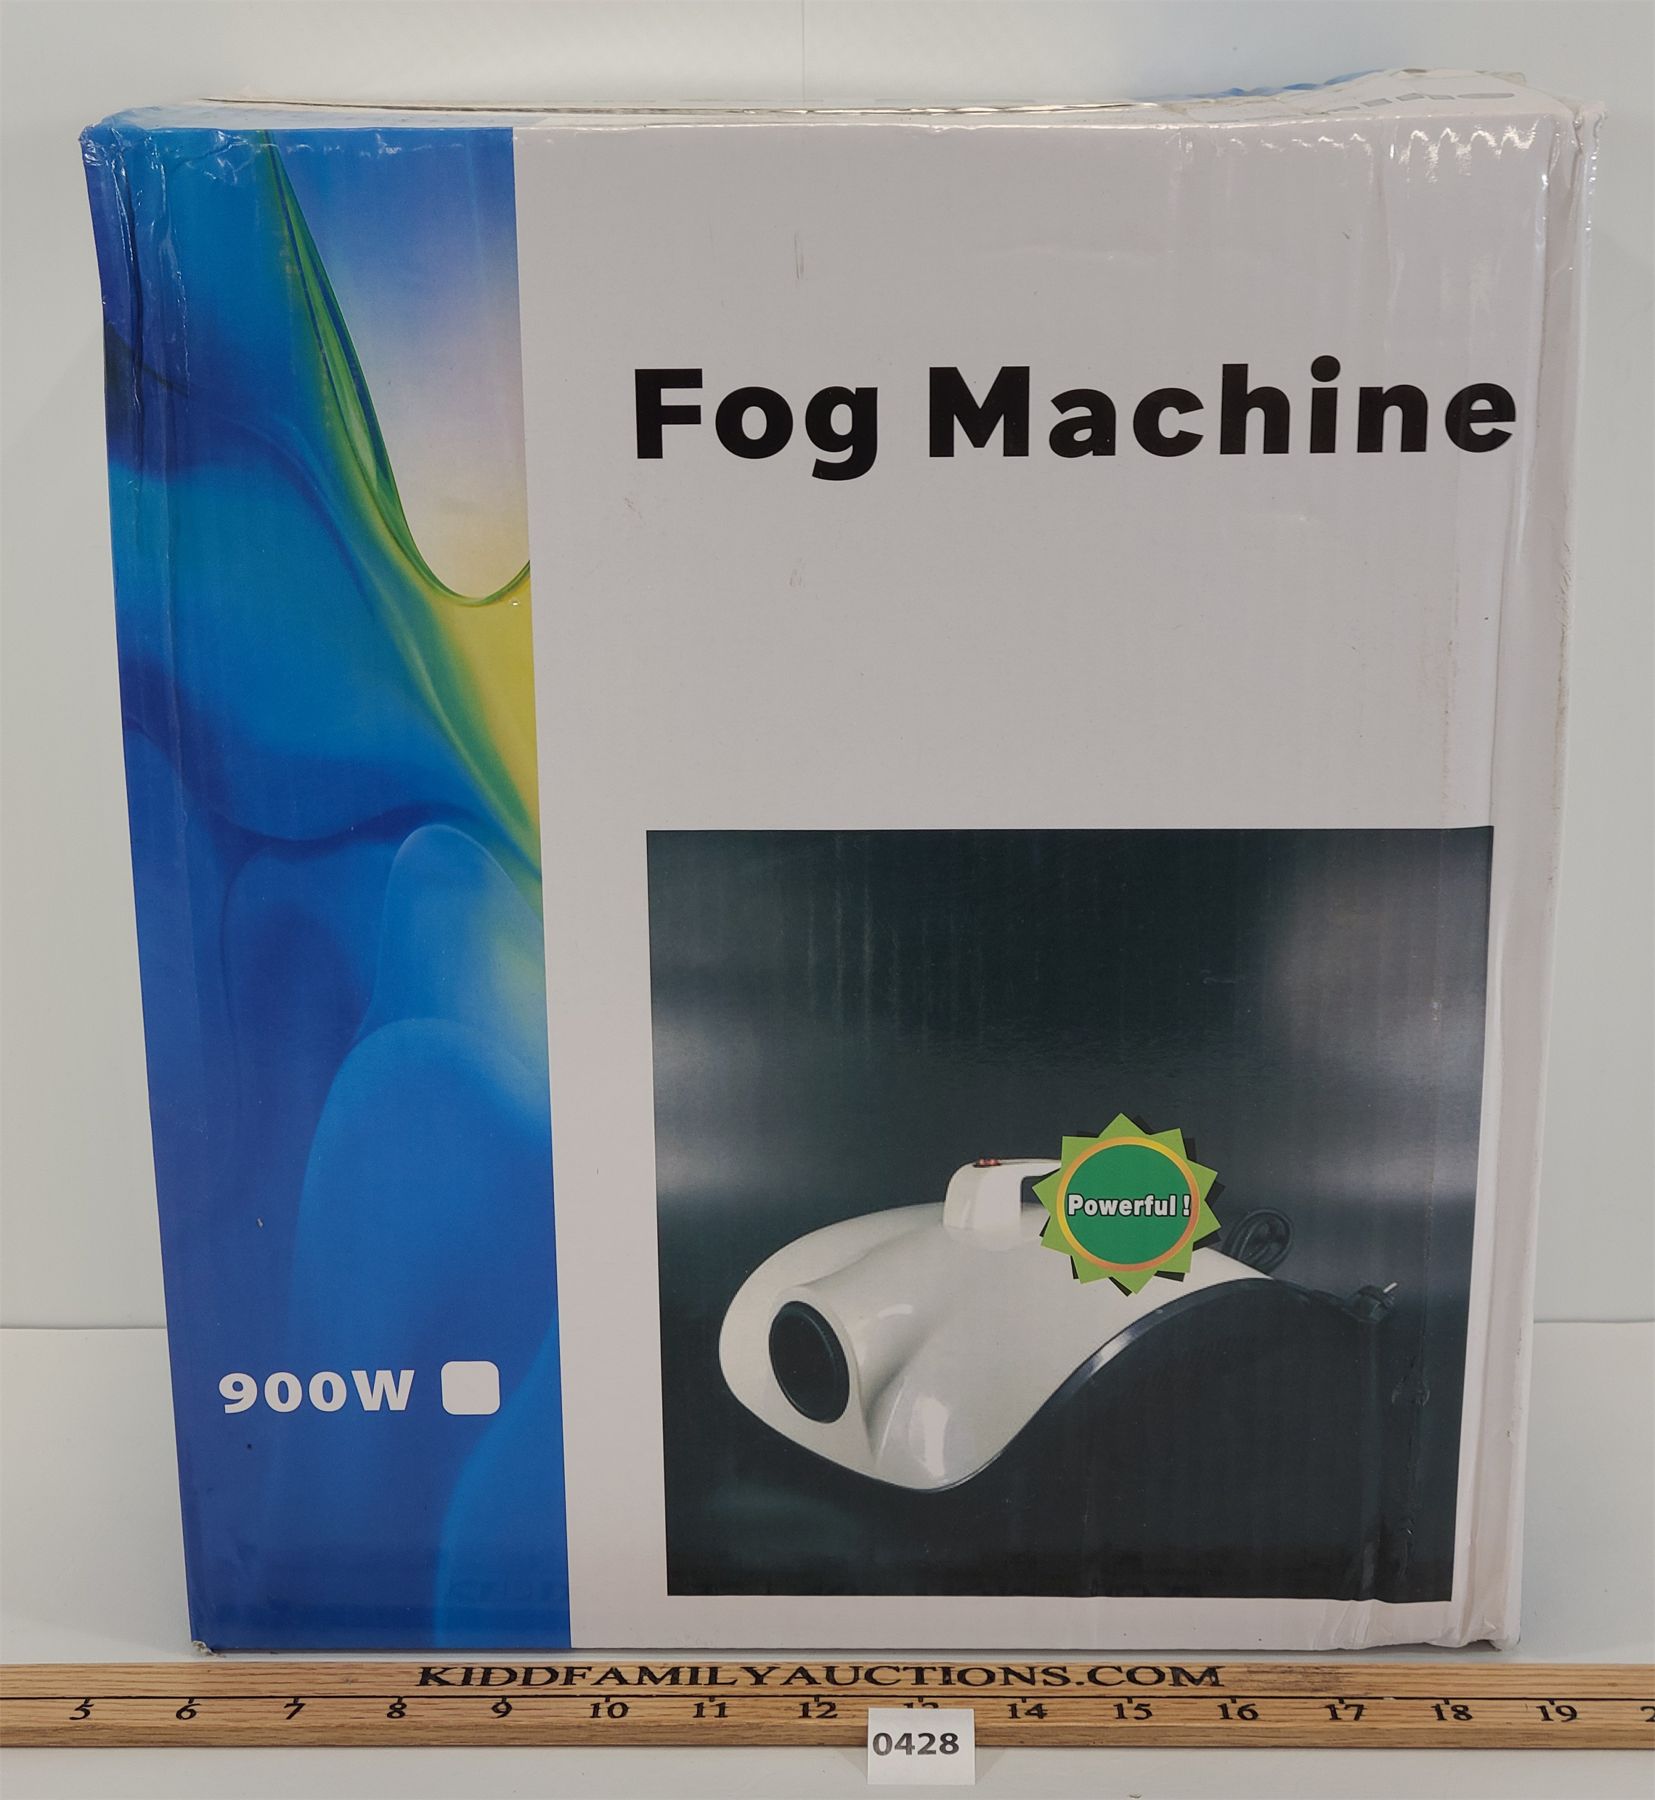 Fog Machine
Powerful !
900W
KIDDFAMILYAUCTIONS.COM
5 6 7 8 9 10 11 12 13 14 15 16 17 18 19
0428